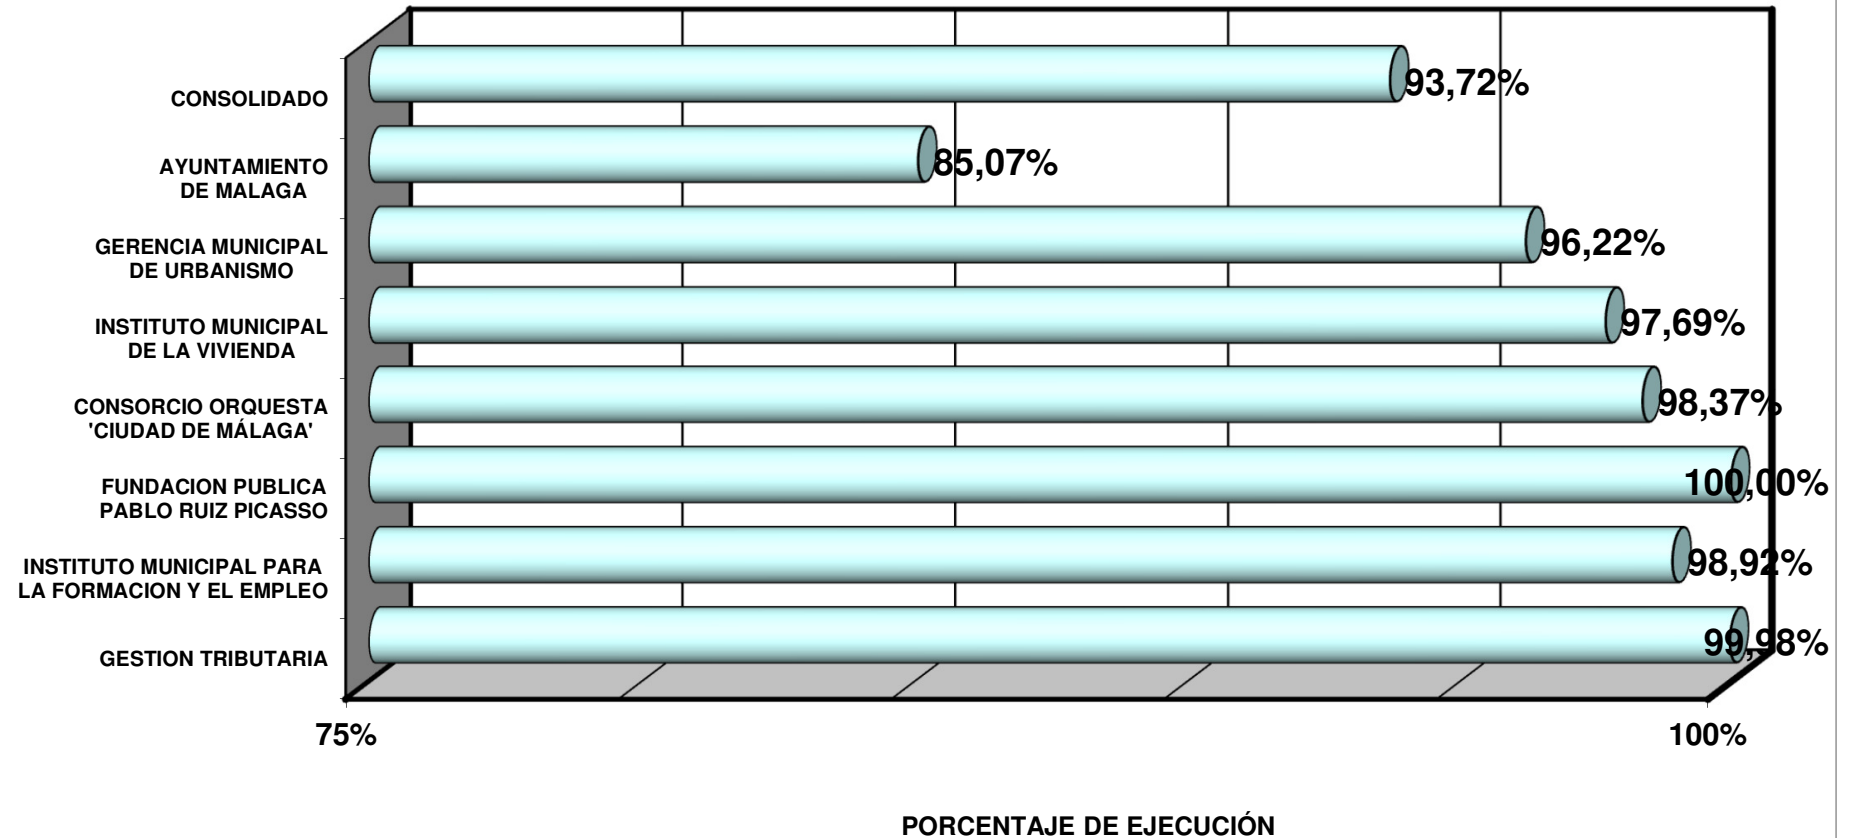 CONSOLIDADO
93,72%
AYUNTAMIENTO
DE MALAGA
85,07%
GERENCIA MUNICIPAL
DE URBANISMO
96,22%
INSTITUTO MUNICIPAL
DE LA VIVIENDA
97,69%
CONSORCIO ORQUESTA
'CIUDAD DE MÁLAGA'
98,37%
FUNDACION PUBLICA
PABLO RUIZ PICASSO
100,00%
INSTITUTO MUNICIPAL PARA
LA FORMACION Y EL EMPLEO
98,92%
GESTION TRIBUTARIA
99,98%
75%
100%
PORCENTAJE DE EJECUCIÓN